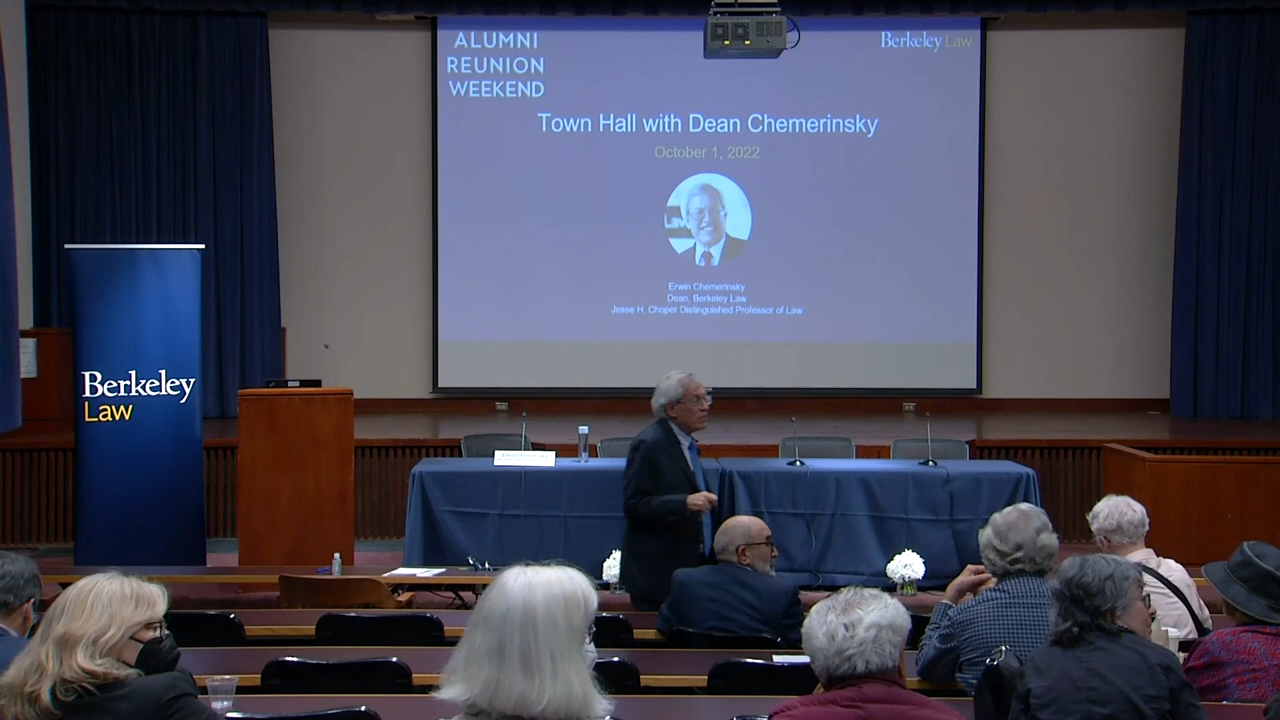 ALUMNI
REUNION
WEEKEND
Berkeley Law
Town Hall with Dean Chemerinsky
October 1, 2022
Erwin Chemerinsky
Dean, Berkeley Law
Jesse H. Choper Distinguished Professor of Law
Berkeley
Law